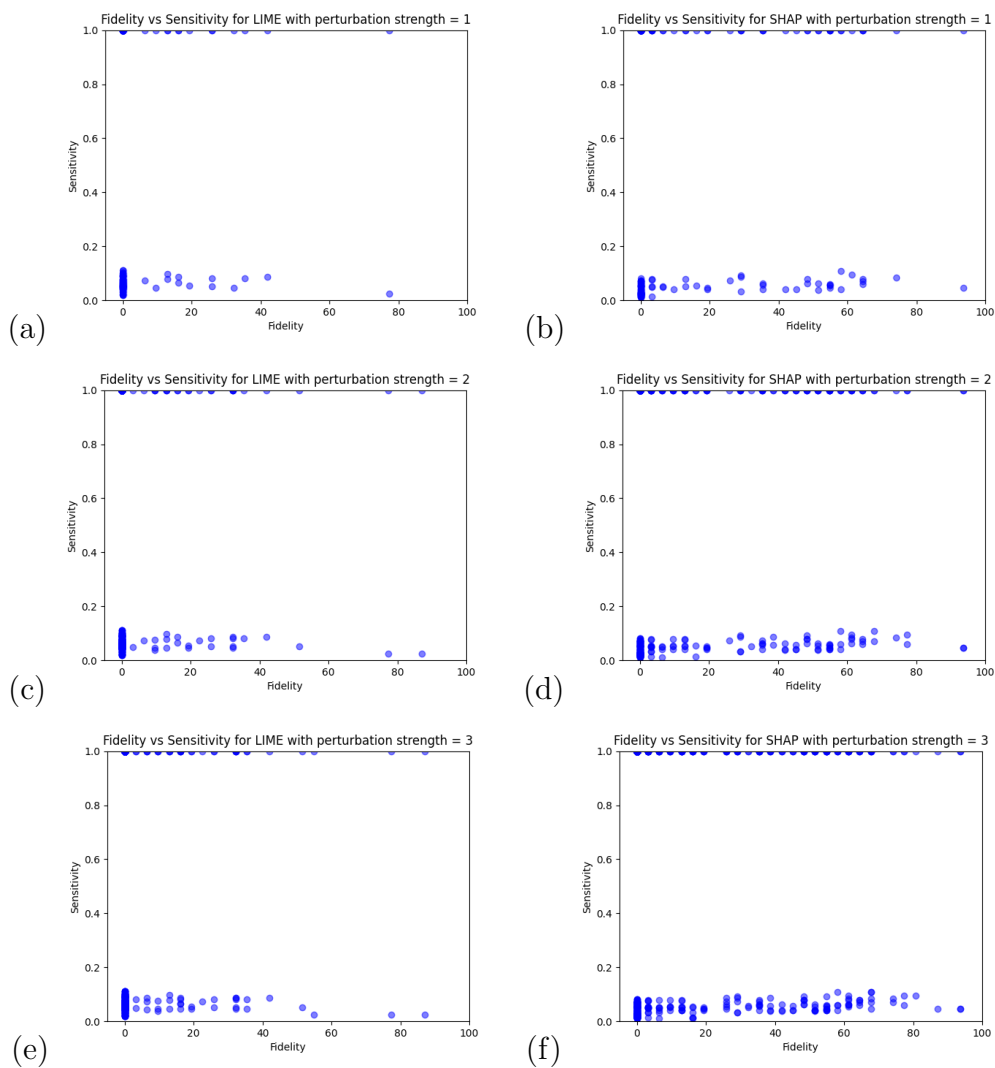 Fidelity vs Sensitivity for LIME with perturbation strength = 1
1.0
0.8
0.6
0.4
0.2
0.0
Sensitivity
0 20 40 60 80 100
Fidelity
(a)
Fidelity vs Sensitivity for SHAP with perturbation strength = 1
1.0
0.8
0.6
0.4
0.2
0.0
Sensitivity
0 20 40 60 80 100
Fidelity
(b)
Fidelity vs Sensitivity for LIME with perturbation strength = 2
1.0
0.8
0.6
0.4
0.2
0.0
Sensitivity
0 20 40 60 80 100
Fidelity
(c)
Fidelity vs Sensitivity for SHAP with perturbation strength = 2
1.0
0.8
0.6
0.4
0.2
0.0
Sensitivity
0 20 40 60 80 100
Fidelity
(d)
Fidelity vs Sensitivity for LIME with perturbation strength = 3
1.0
0.8
0.6
0.4
0.2
0.0
Sensitivity
0 20 40 60 80 100
Fidelity
(e)
Fidelity vs Sensitivity for SHAP with perturbation strength = 3
1.0
0.8
0.6
0.4
0.2
0.0
Sensitivity
0 20 40 60 80 100
Fidelity
(f)